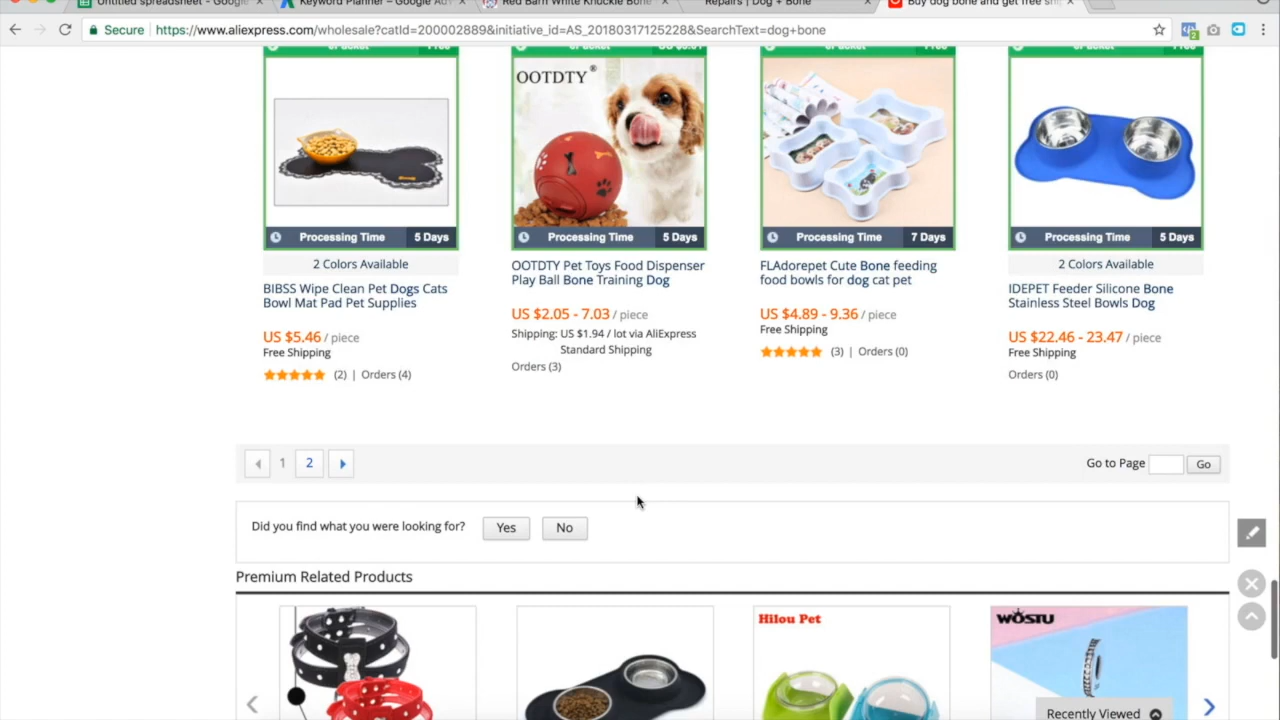 Untitled spreadsheet - Google
Keyword Planner – Google Ad
Red Barn White Knuckle Bone
Repairs | Dog + Bone
Buy dog bone and get free shi
Secure
https://www.aliexpress.com/wholesale?catId=200002889&initiative_id=AS_20180317125228&SearchText=dog+bone
2
OOTDTY®
Processing Time 5 Days
Processing Time 5 Days
Processing Time 7 Days
Processing Time 5 Days
2 Colors Available
BIBSS Wipe Clean Pet Dogs Cats
Bowl Mat Pad Pet Supplies
US $5.46 / piece
Free Shipping
(2) | Orders (4)
OOTDTY Pet Toys Food Dispenser
Play Ball Bone Training Dog
US $2.05 - 7.03 / piece
Shipping: US $1.94 / lot via AliExpress
Standard Shipping
Orders (3)
FLAdorepet Cute Bone feeding
food bowls for dog cat pet
US $4.89 - 9.36 / piece
Free Shipping
(3) | Orders (0)
2 Colors Available
IDEPET Feeder Silicone Bone
Stainless Steel Bowls Dog
US $22.46 - 23.47 / piece
Free Shipping
Orders (0)
1 2
Go to Page Go
Did you find what you were looking for? Yes No
Premium Related Products
Hilou Pet
WOSTU
Recently Viewed